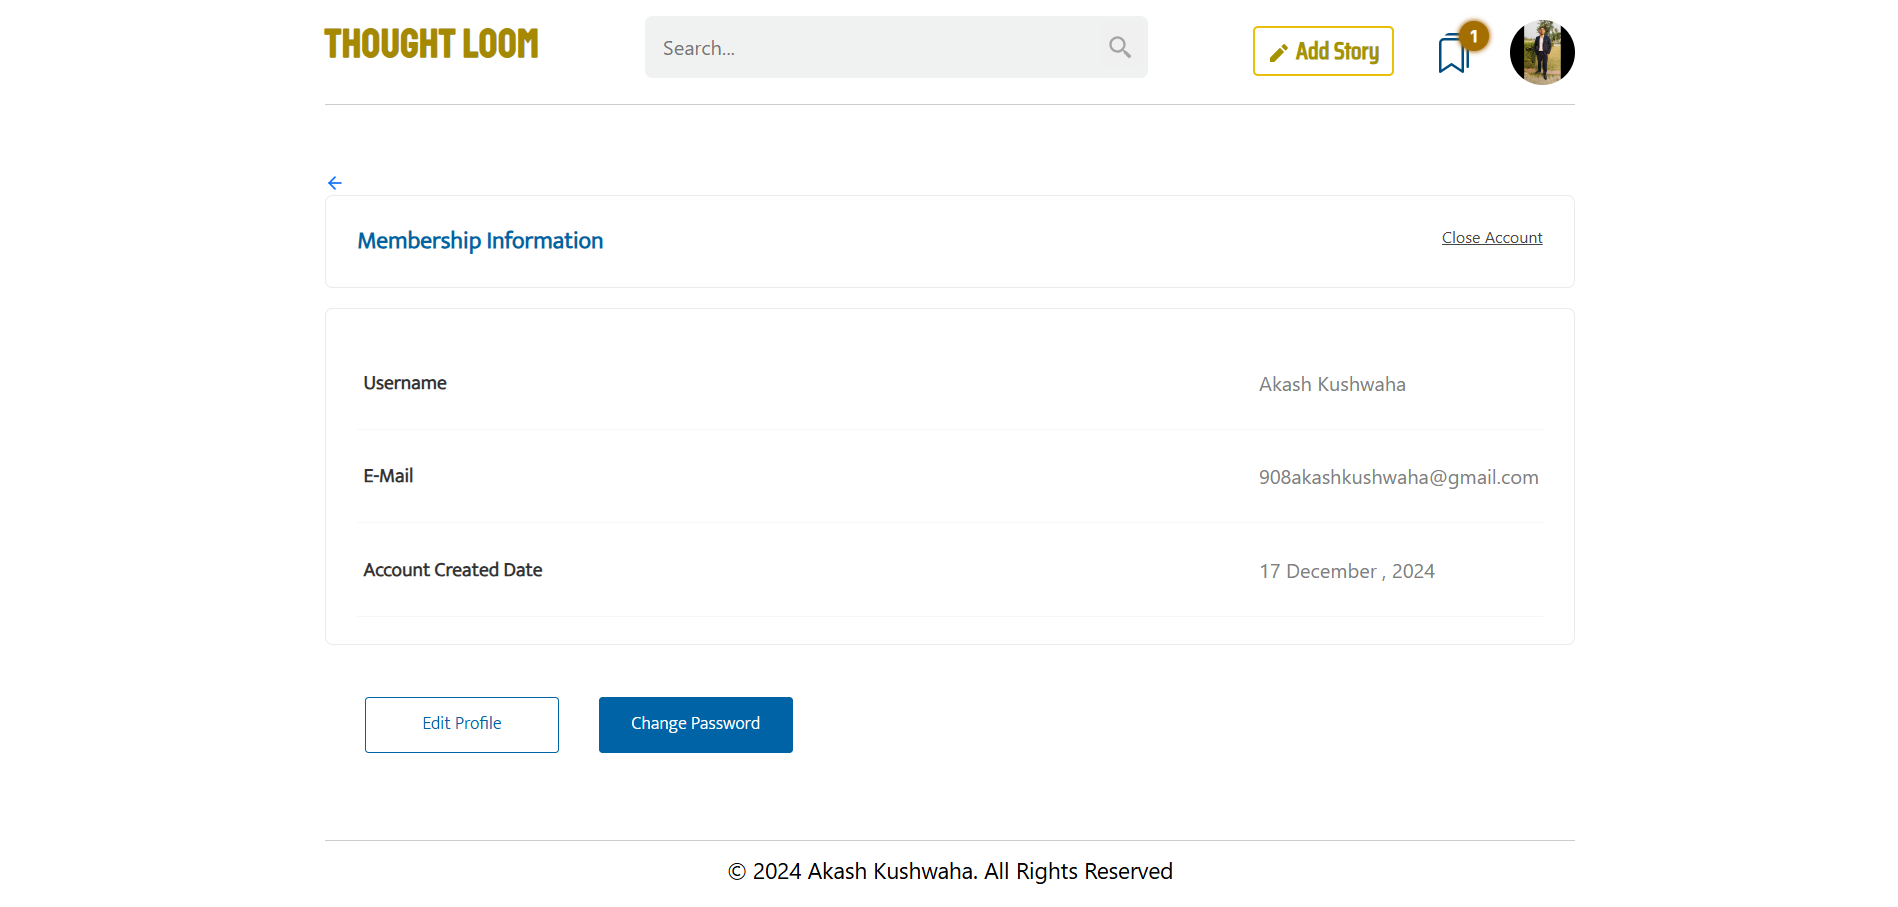 THOUGHT LOOM
Search...
Add Story
1
Membership Information
Close Account
Username
Akash Kushwaha
E-Mail
908akashkushwaha@gmail.com
Account Created Date
17 December , 2024
Edit Profile
Change Password
© 2024 Akash Kushwaha. All Rights Reserved